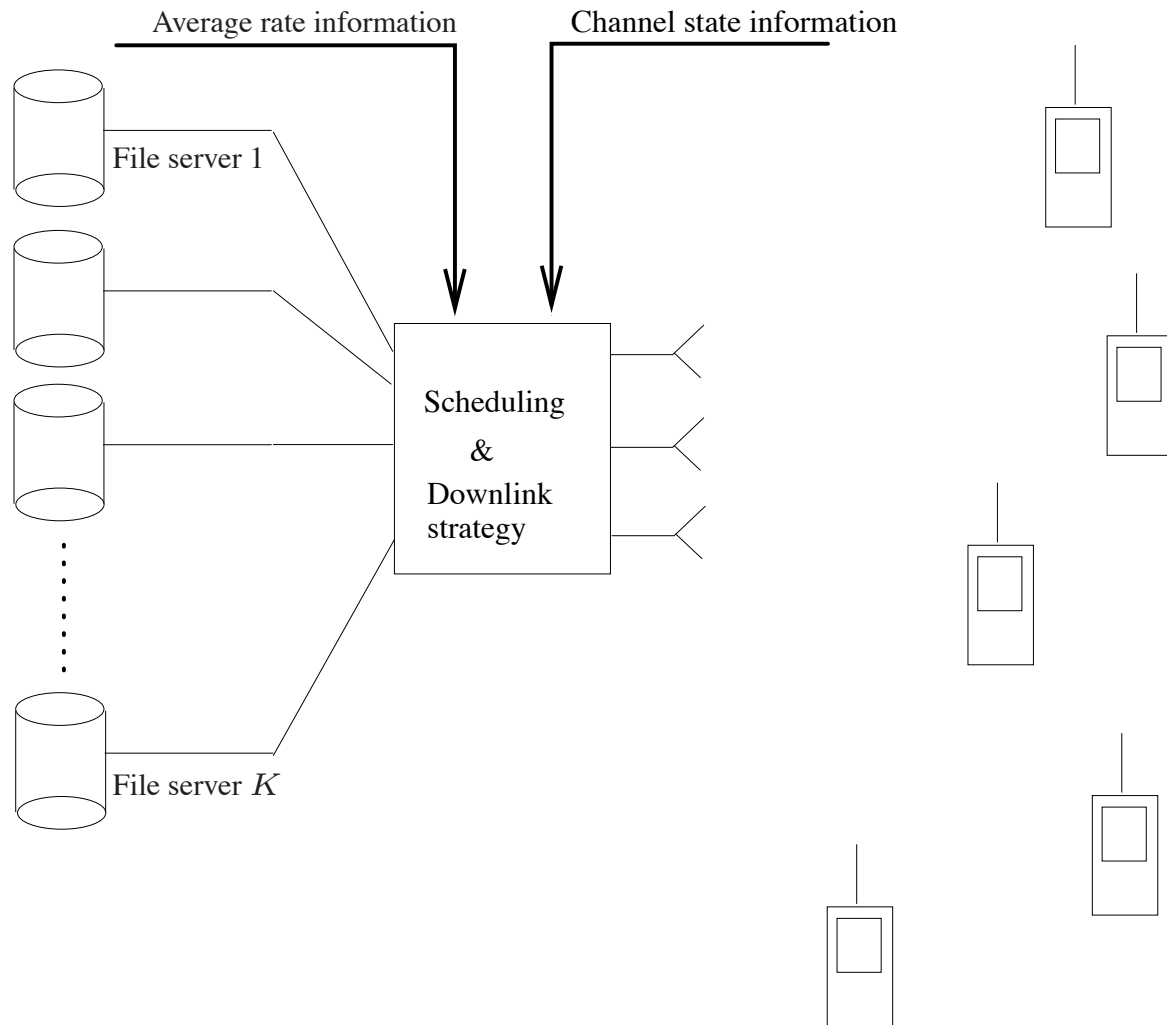 Average rate information
Channel state information
File server 1
Scheduling
&
Downlink
strategy
File server K